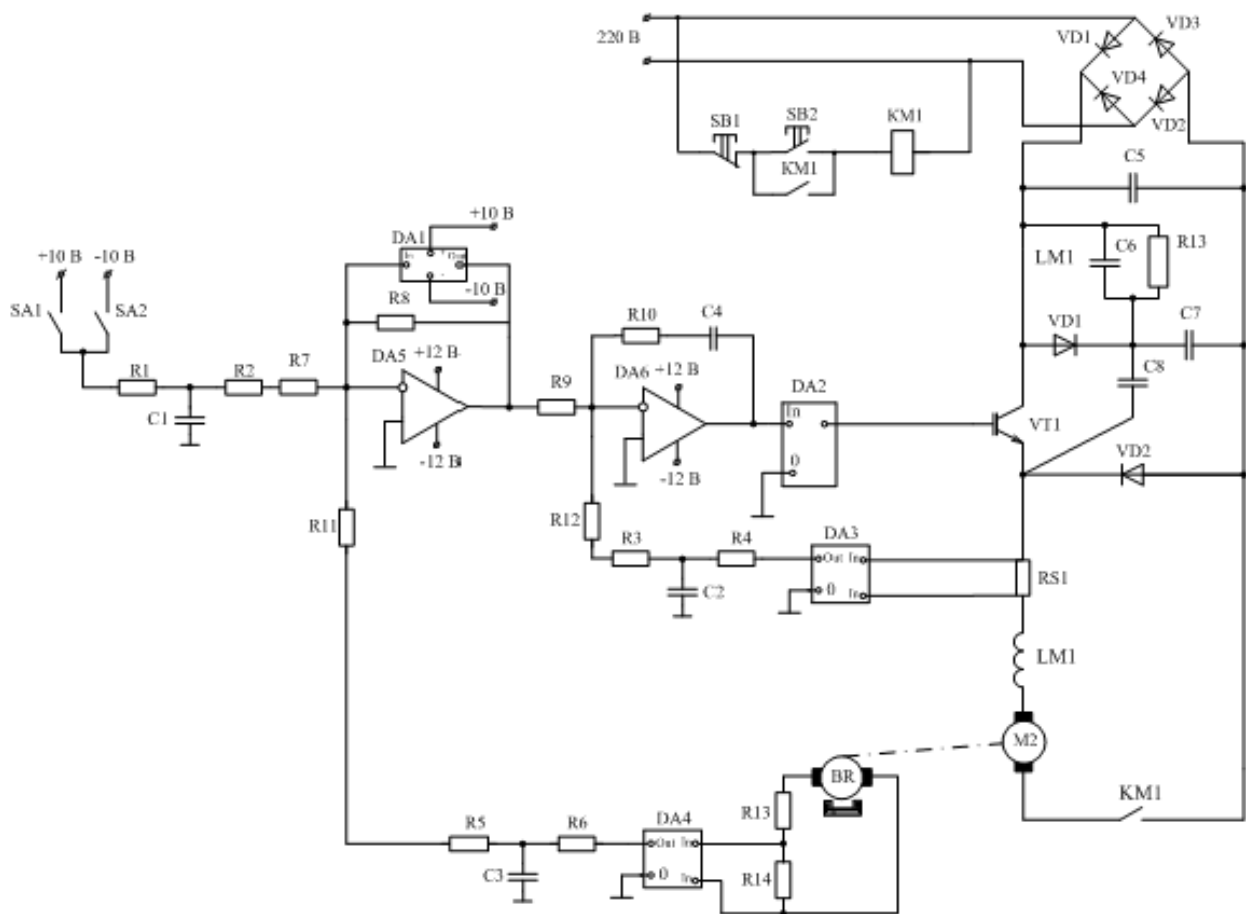 220 В
VD1
VD3
VD4
VD2
SB1
SB2
KM1
KM1
C5
+10 В
DA1
In
Out
-10 В
+10 В
-10 В
SA1
SA2
R8
LM1
C6
R13
R10
C4
VD1
C7
R1
R2
R7
DA5
+12 В
R9
DA6
+12 В
DA2
C8
C1
In
VT1
-12 В
-12 В
0
VD2
R11
R12
R3
R4
DA3
Out
In
RS1
C2
0
In
LM1
M2
BR
KM1
R13
R5
R6
DA4
Out
In
C3
0
In
R14